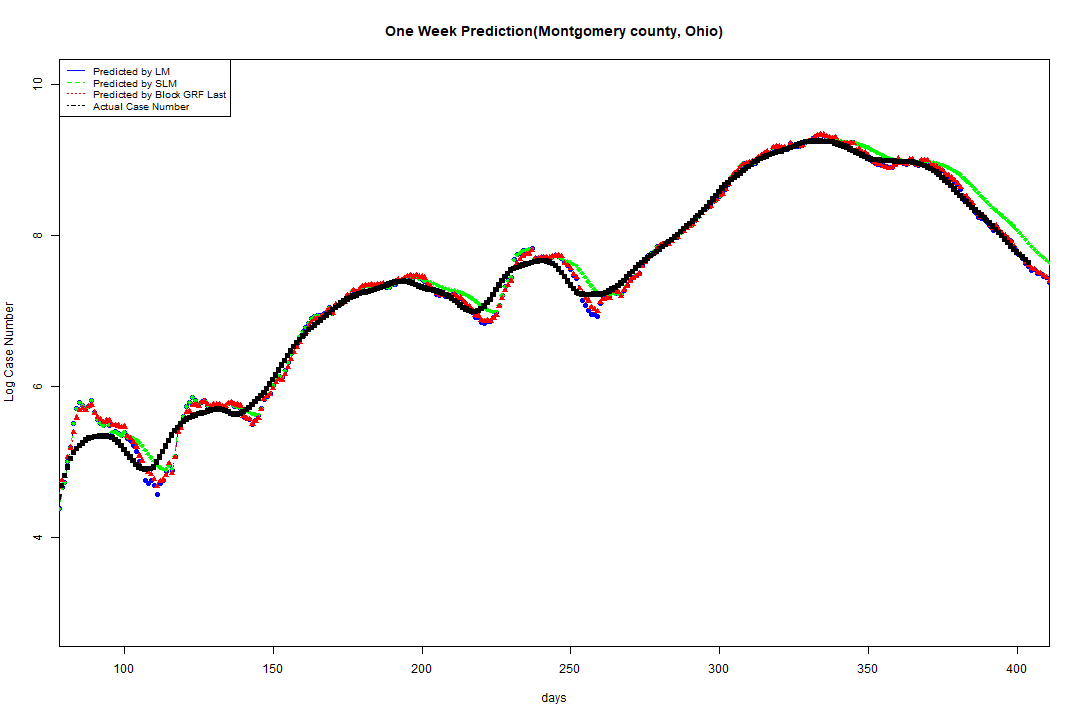 One Week Prediction(Montgomery county, Ohio)
Predicted by LM
Predicted by SLM
Predicted by Block GRF Last
Actual Case Number
10
8
6
4
Log Case Number
100 150 200 250 300 350 400
days